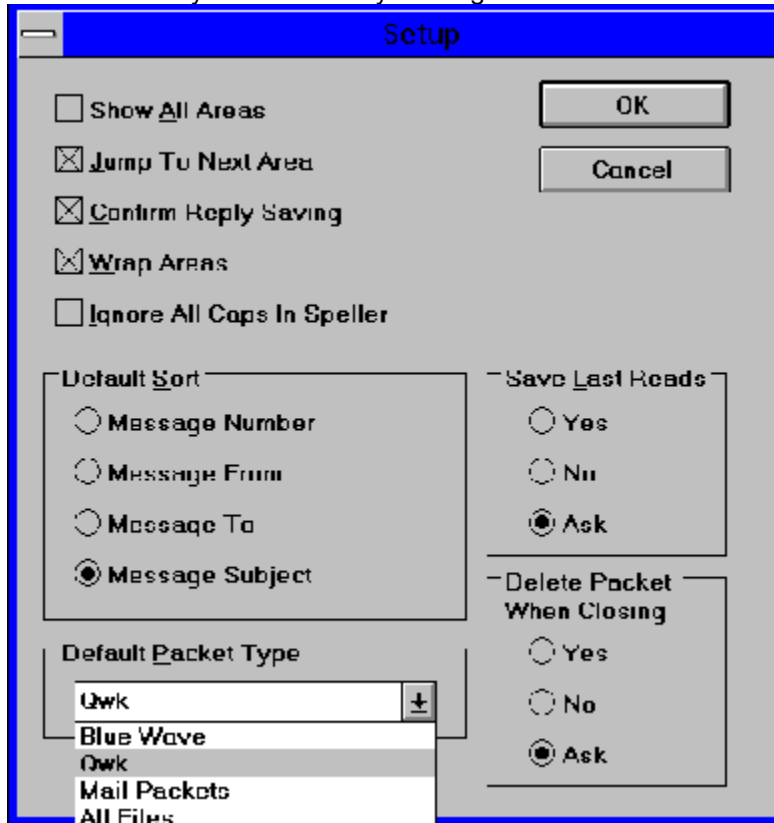 Setup
Show All Areas
OK
Jump To Next Area
Cancel
Confirm Reply Saving
Wrap Areas
Ignore All Caps In Speller
Default Sort
Message Number
Message From
Message To
Message Subject
Save Last Reads
Yes
No
Ask
Delete Packet
When Closing
Yes
No
Ask
Default Packet Type
Qwk
Blue Wave
Qwk
Mail Packets
All Files